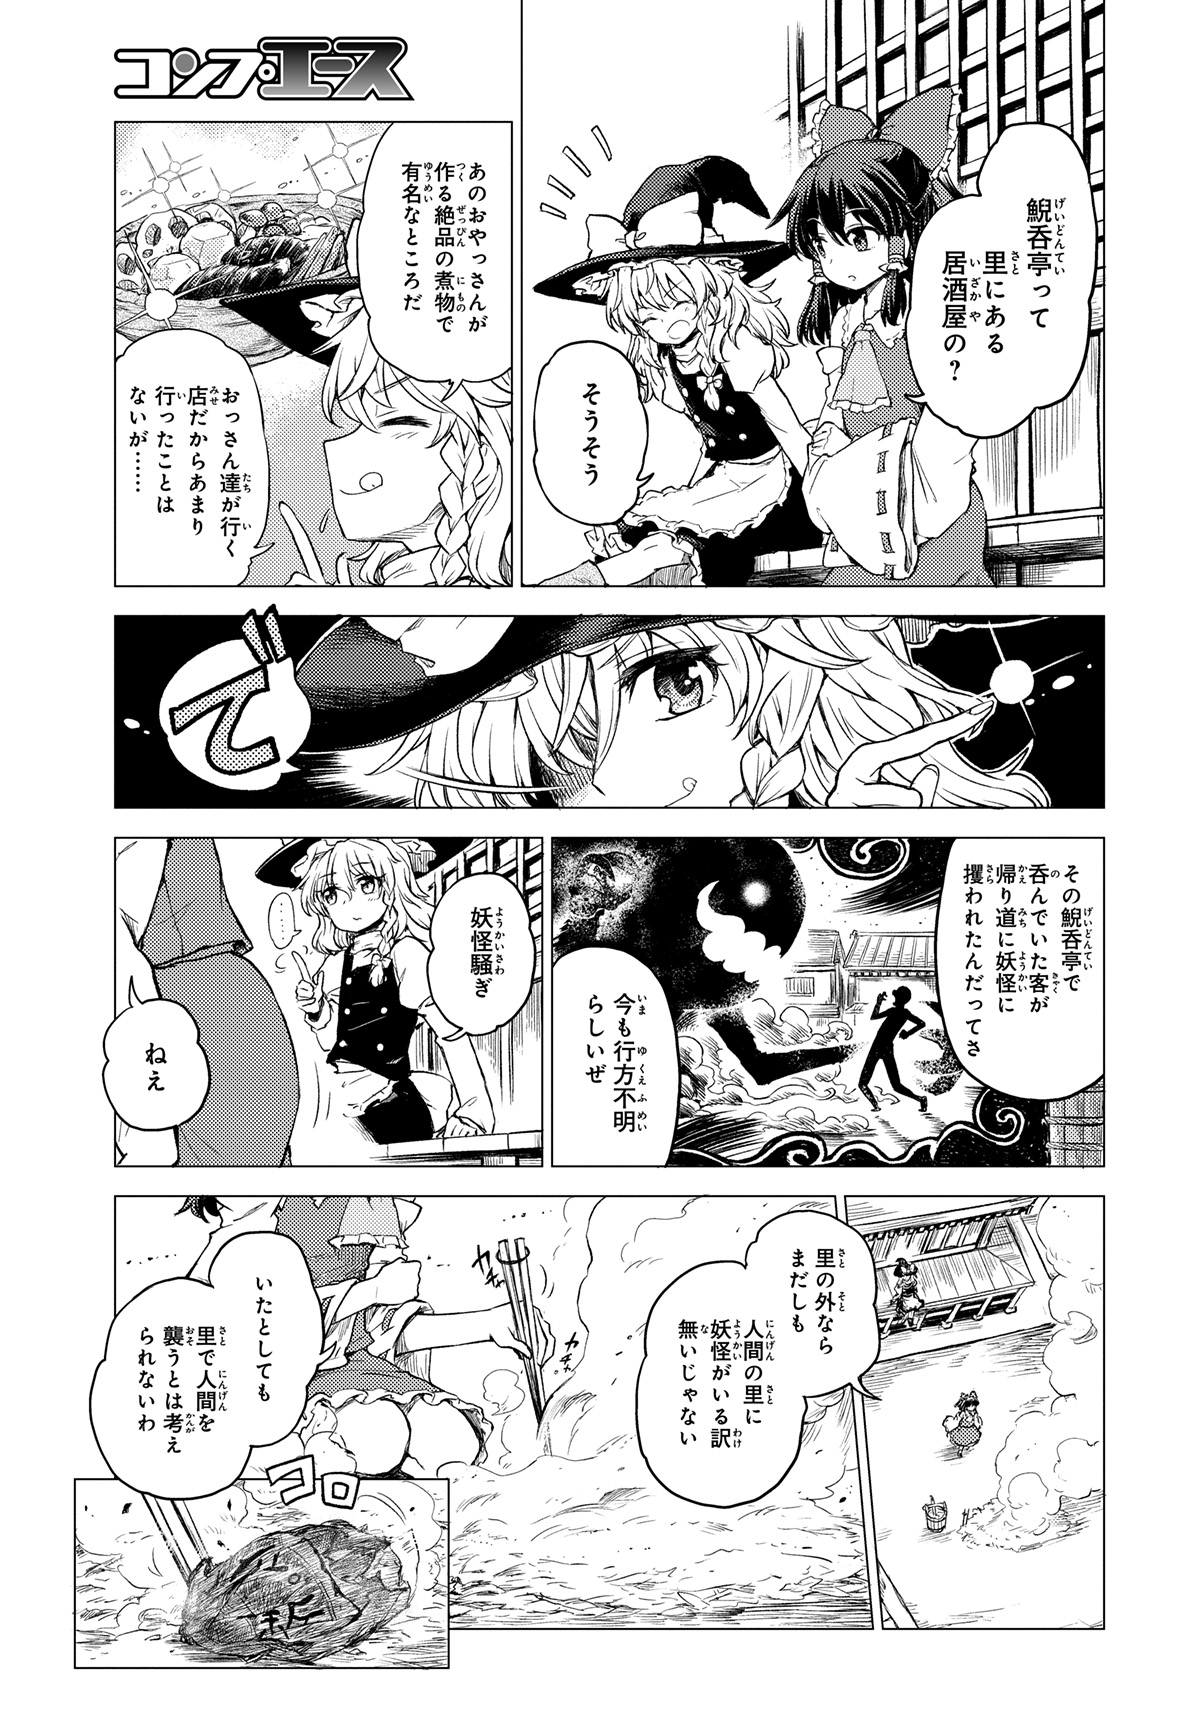 コンプエース
鯢呑亭って
里にある
居酒屋の?
そうそう
あのおやっさんが
作る絶品の煮物で
有名なところだ
おっさん達が行く
店だからあまり
行ったことは
ないが……
で
その鯢呑亭で
呑んでいた客が
帰り道に妖怪に
攫われたんだってさ
今も行方不明
らしいぜ
妖怪騒ぎ
……
ねえ
里の外なら
まだしも
人間の里に
妖怪がいる訳
無いじゃない
ガサ
ガサ
いたとしても
里で人間を
襲うとは考え
られないわ
コロ